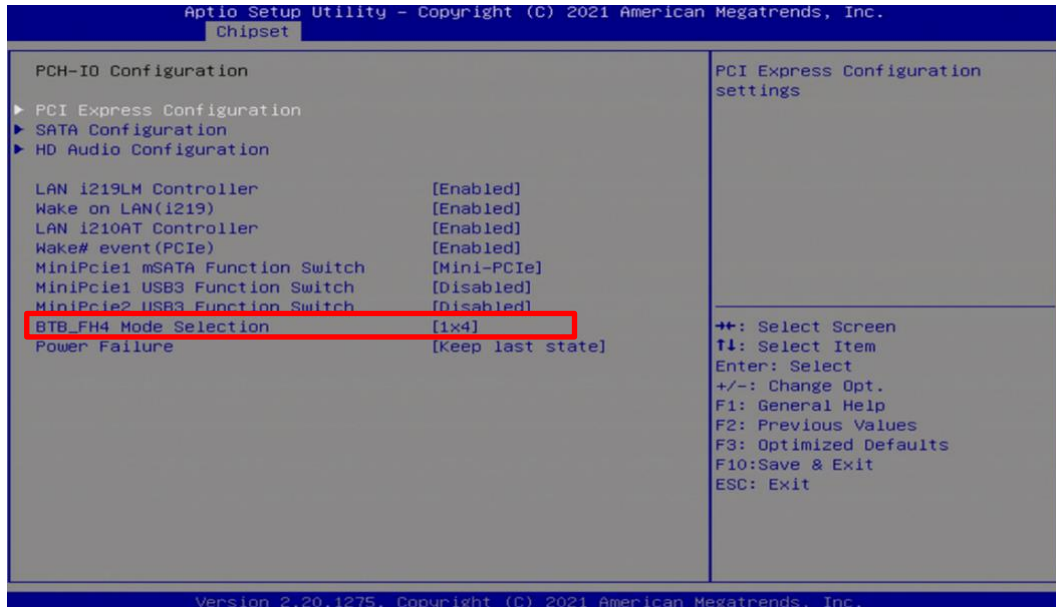 Aptio Setup Utility – Copyright (C) 2021 American Megatrends, Inc.
Chipset
PCH-IO Configuration
PCI Express Configuration
SATA Configuration
HD Audio Configuration
LAN i219LM Controller [Enabled]
Wake on LAN(i219) [Enabled]
LAN i210AT Controller [Enabled]
Wake# event(PCIe) [Enabled]
MiniPcie1 mSATA Function Switch [Mini-PCIe]
MiniPcie1 USB3 Function Switch [Disabled]
MiniPcie2 USB3 Function Switch [Disabled]
BTB_FH4 Mode Selection [1x4]
Power Failure [Keep last state]
PCI Express Configuration
settings
→←: Select Screen
↑↓: Select Item
Enter: Select
+/-: Change Opt.
F1: General Help
F2: Previous Values
F3: Optimized Defaults
F10:Save & Exit
ESC: Exit
Version 2.20.1275. Copyright (C) 2021 American Megatrends, Inc.